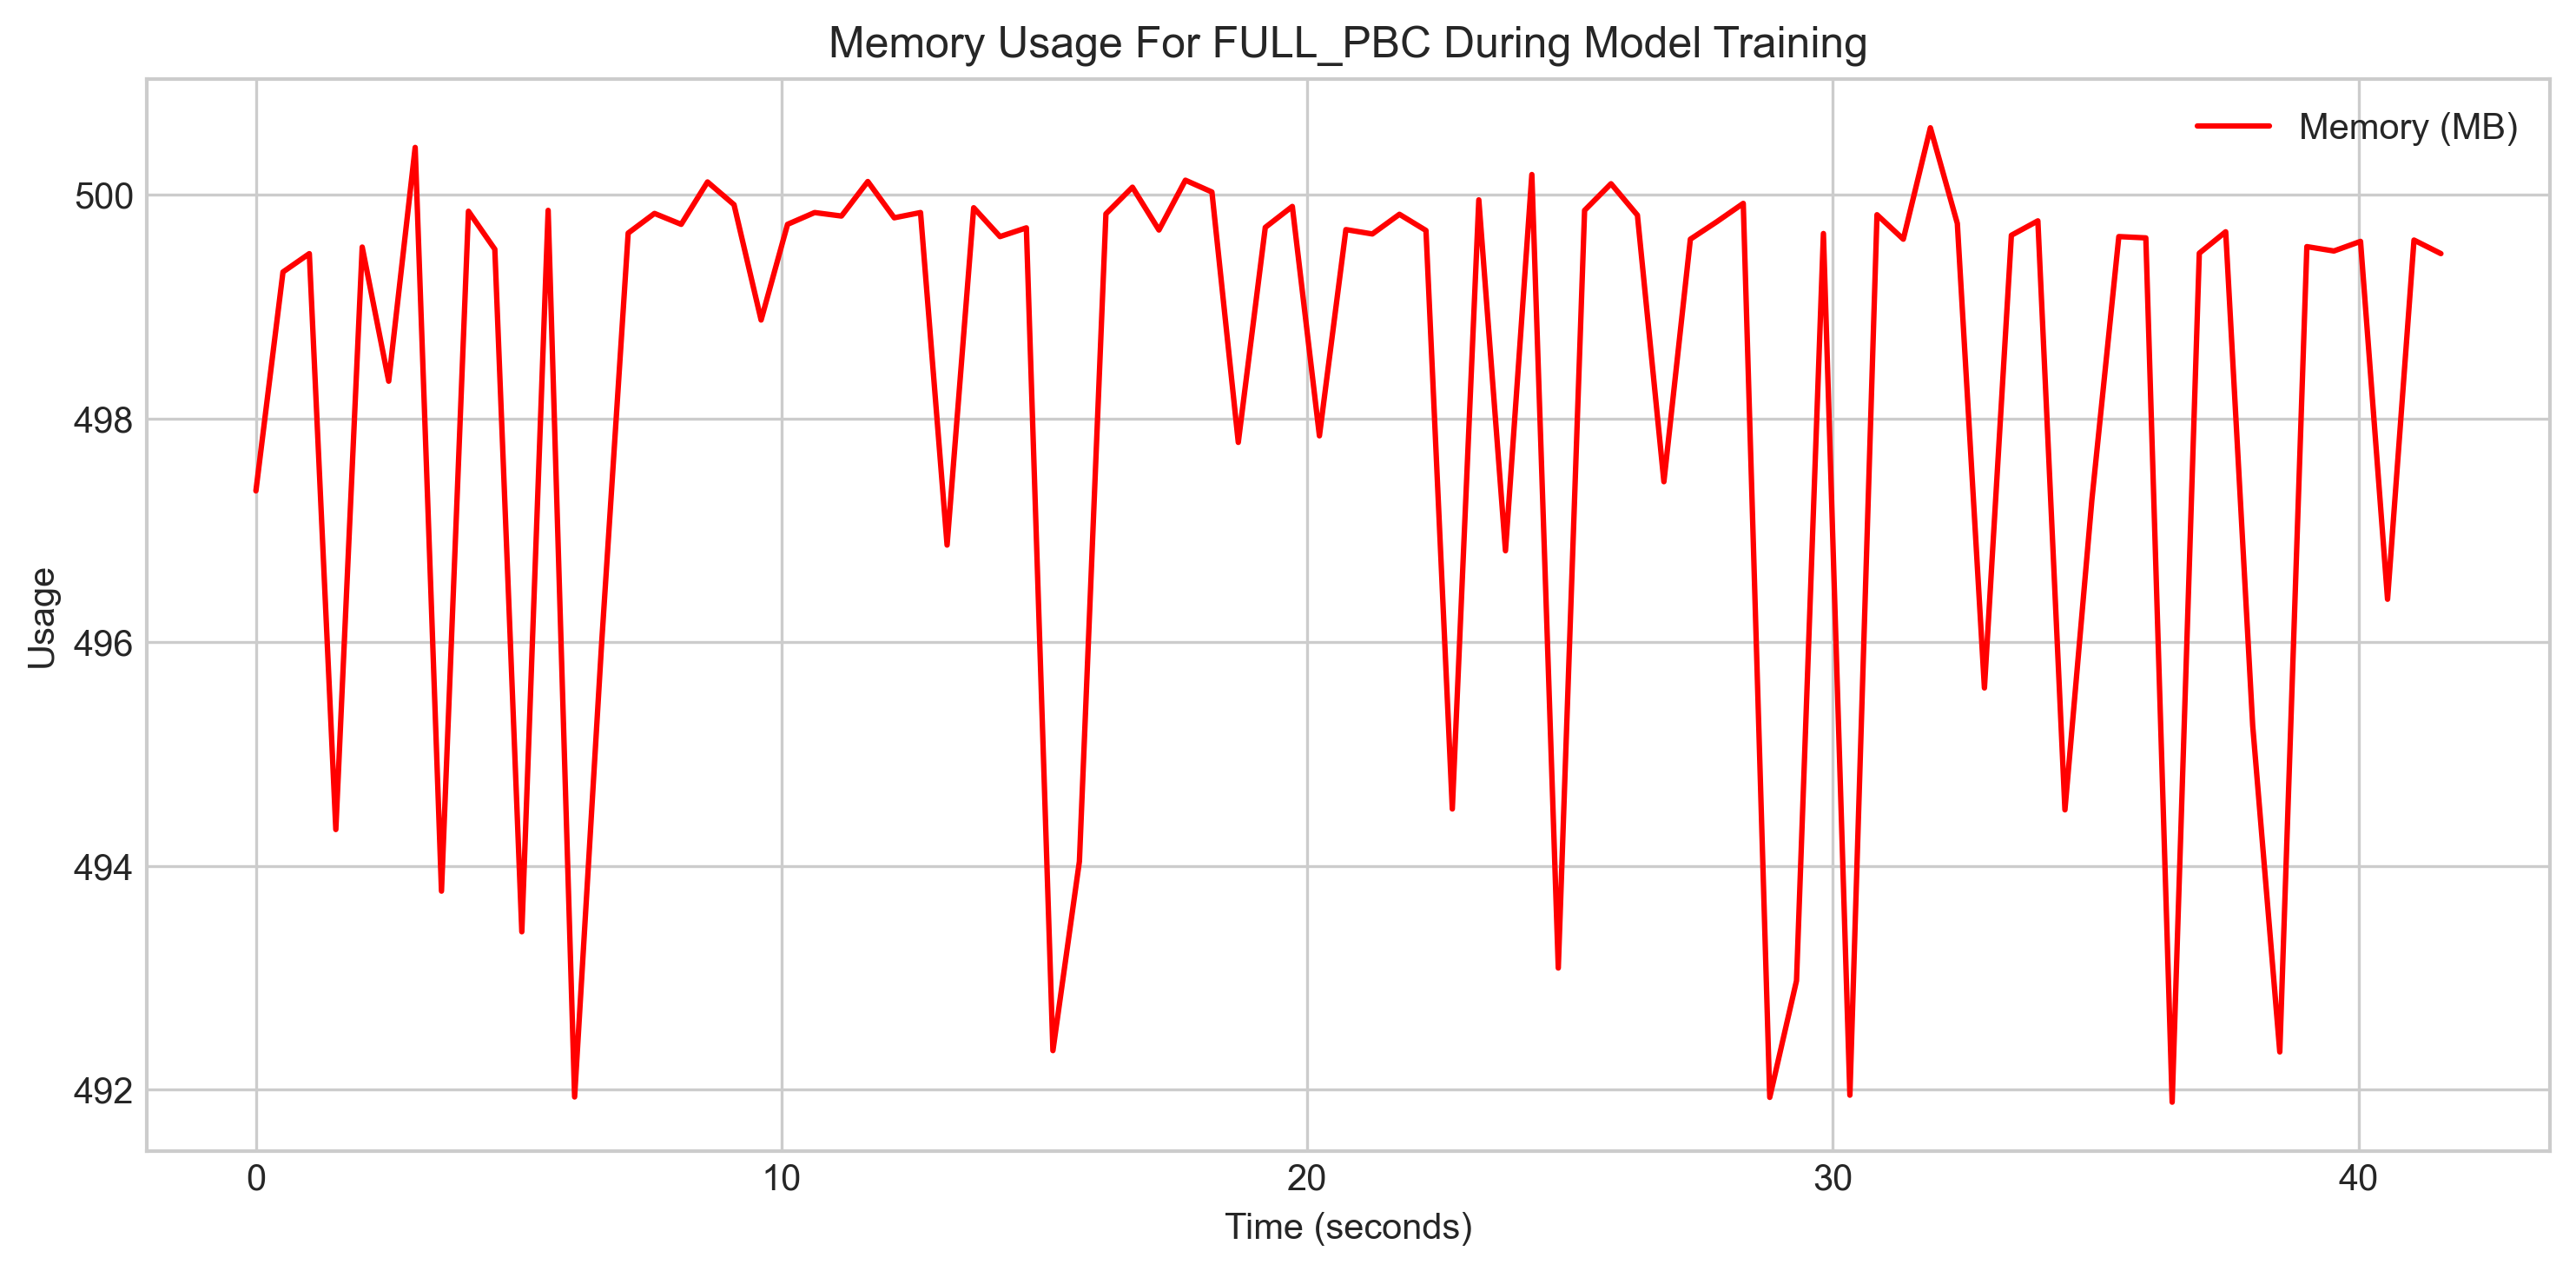 Memory Usage For FULL_PBC During Model Training
Memory (MB)
500
498
496
494
492
Usage
0 10 20 30 40
Time (seconds)